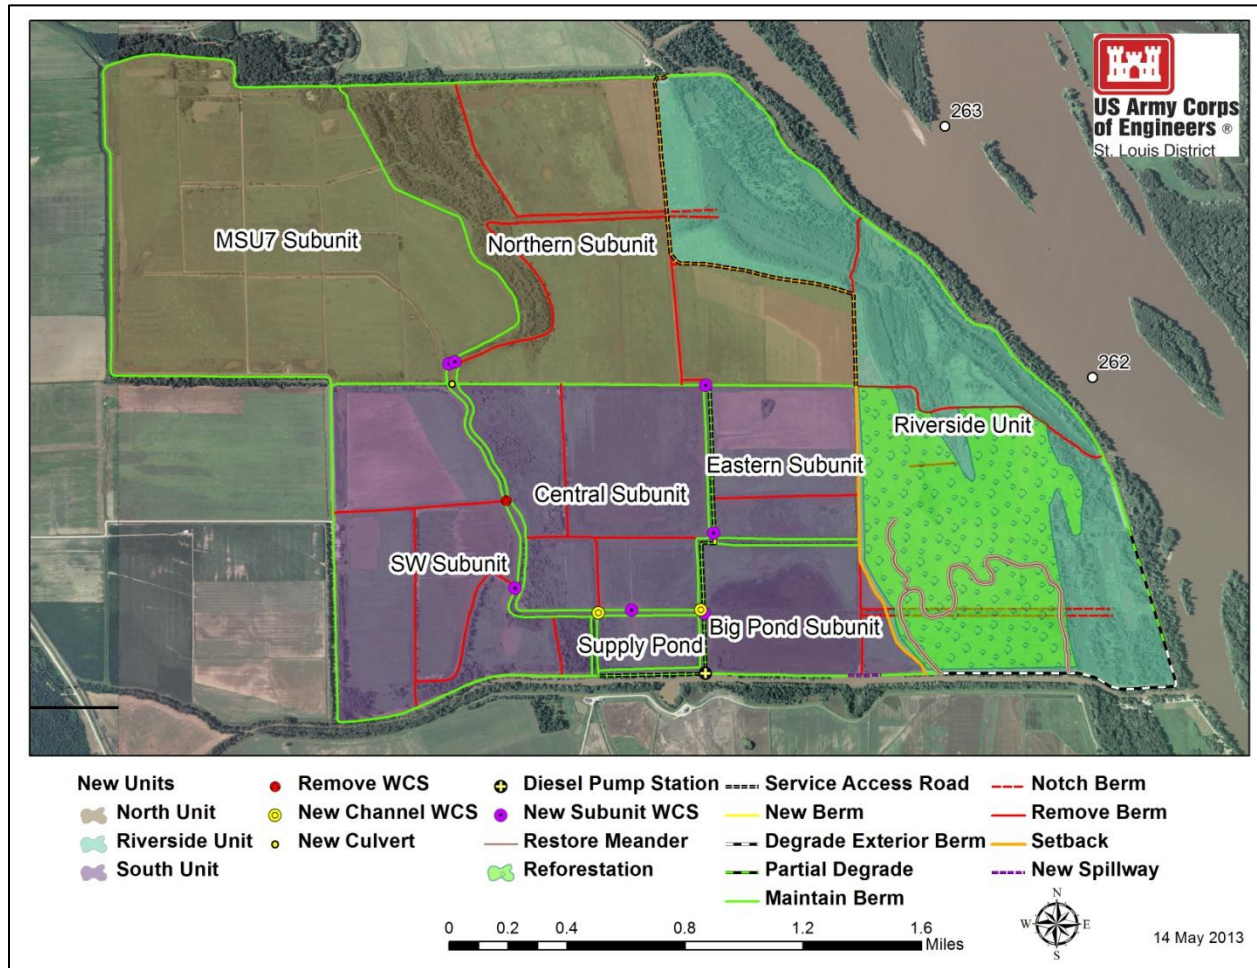 US Army Corps
of Engineers ®
St. Louis District
263
MSU7 Subunit
Northern Subunit
262
Riverside Unit
Eastern Subunit
Central Subunit
SW Subunit
Big Pond Subunit
Supply Pond
New Units
North Unit
Riverside Unit
South Unit
Remove WCS
New Channel WCS
New Culvert
Diesel Pump Station
New Subunit WCS
Restore Meander
Reforestation
Service Access Road
New Berm
Degrade Exterior Berm
Partial Degrade
Maintain Berm
Notch Berm
Remove Berm
Setback
New Spillway
0 0.2 0.4 0.8 1.2 1.6
Miles
N
W E
S
14 May 2013